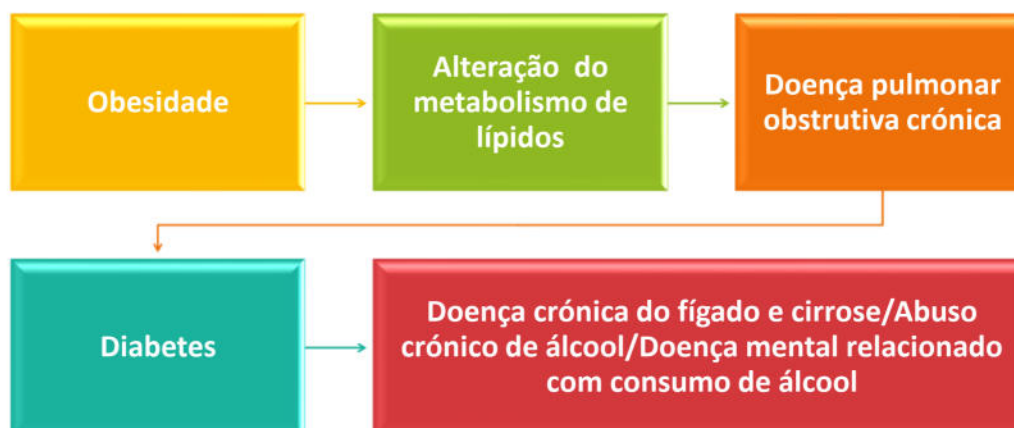 Obesidade
Alteração do
metabolismo de
lípidos
Doença pulmonar
obstrutiva crónica
Diabetes
Doença crónica do fígado e cirrose/Abuso
crónico de álcool/Doença mental relacionado
com consumo de álcool